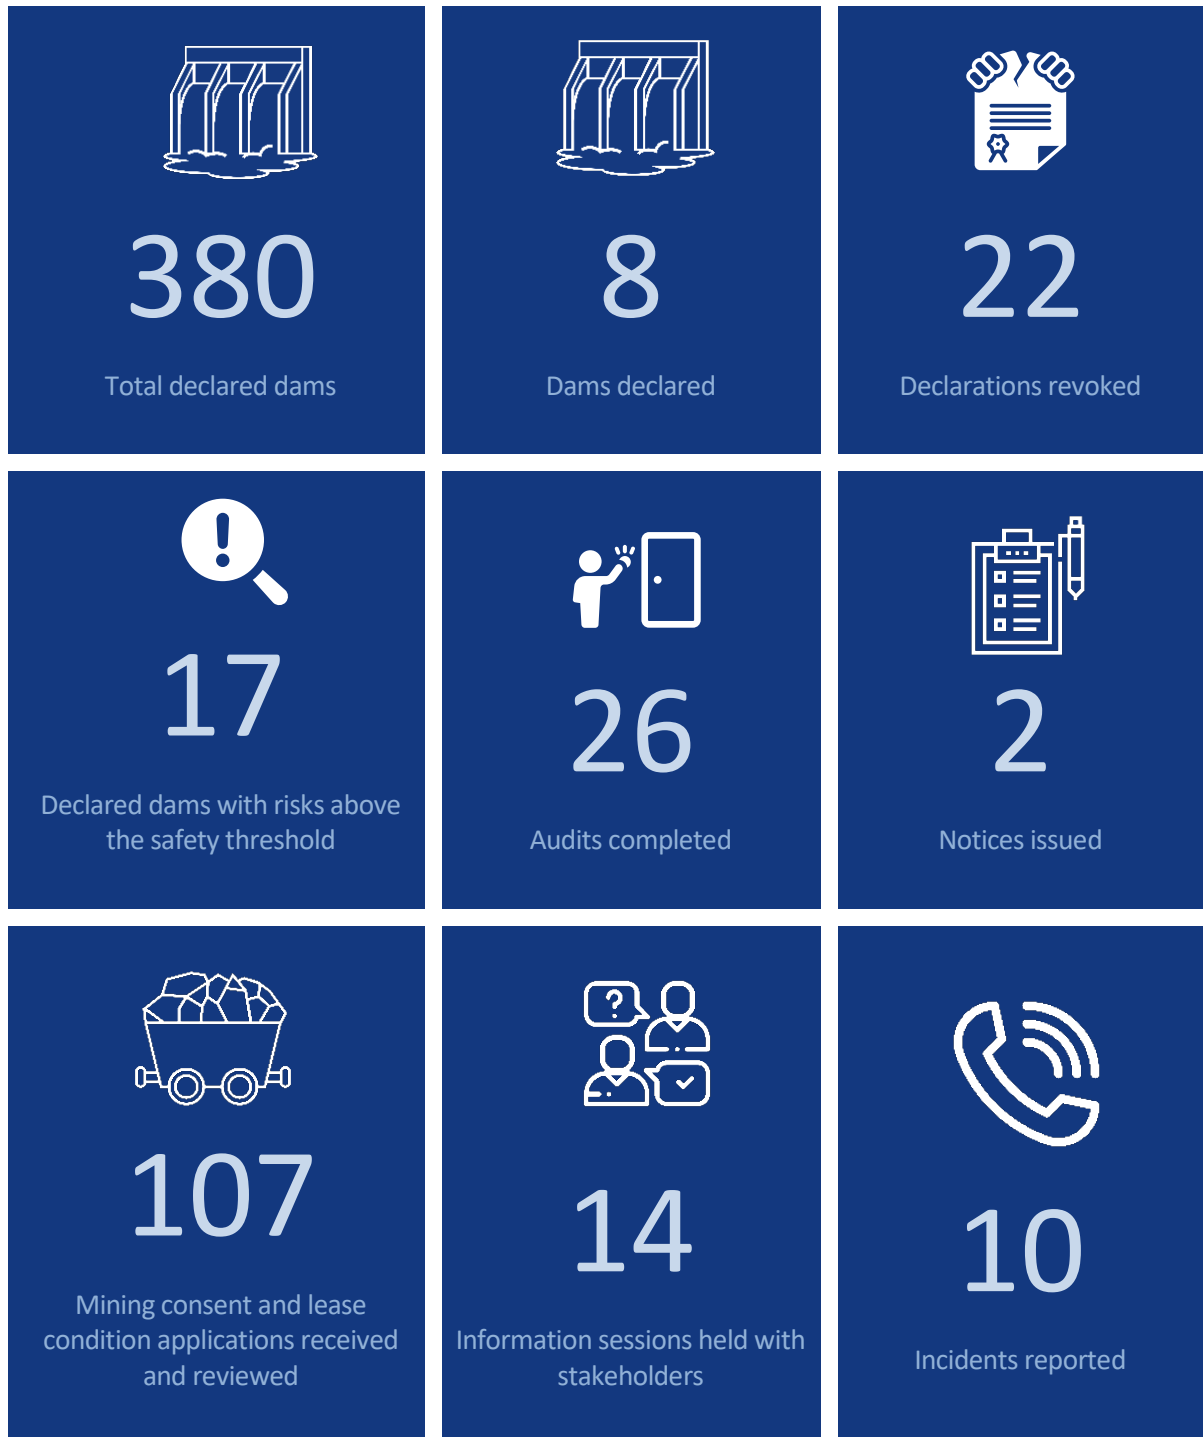 380
Total declared dams
8
Dams declared
22
Declarations revoked
17
Declared dams with risks above
the safety threshold
26
Audits completed
2
Notices issued
107
Mining consent and lease
condition applications received
and reviewed
14
Information sessions held with
stakeholders
10
Incidents reported